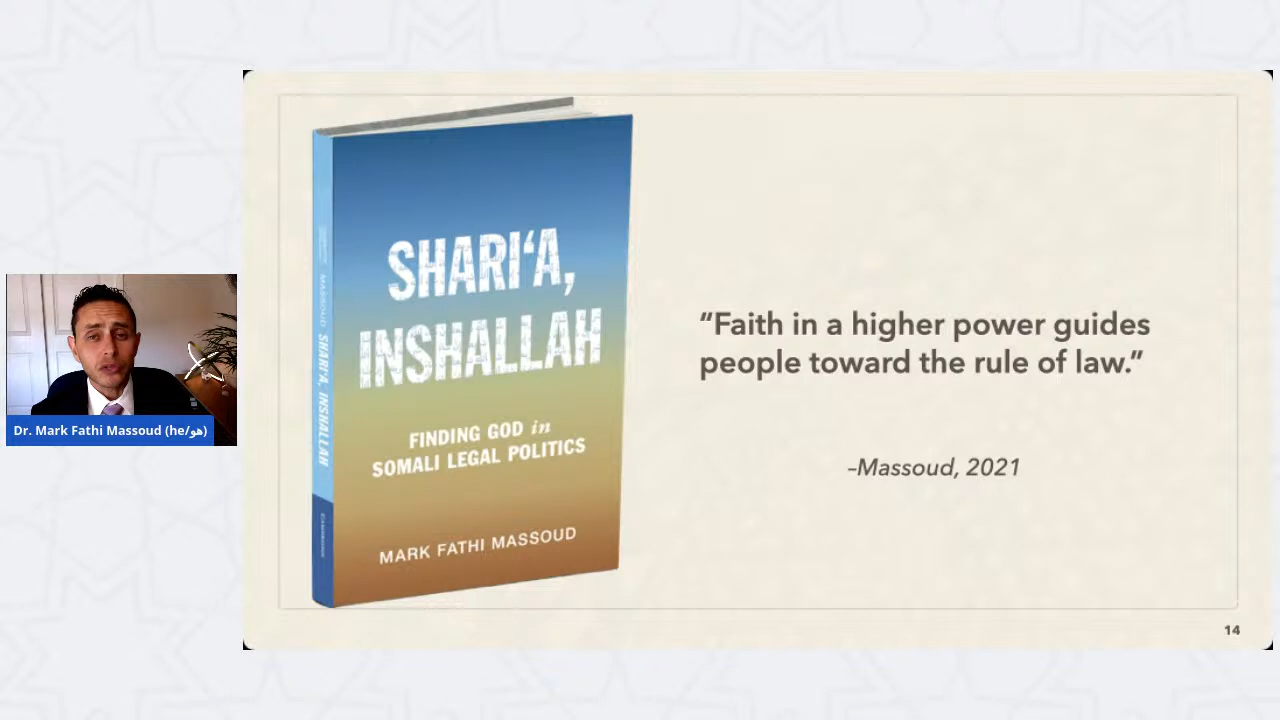 SHARI‘A,
INSHALLAH
FINDING GOD in
SOMALI LEGAL POLITICS
MARK FATHI MASSOUD
MASSOUD SHARI‘A, INSHALLAH
CAMBRIDGE
“Faith in a higher power guides
people toward the rule of law.”
–Massoud, 2021
14
Dr. Mark Fathi Massoud (he/هو)